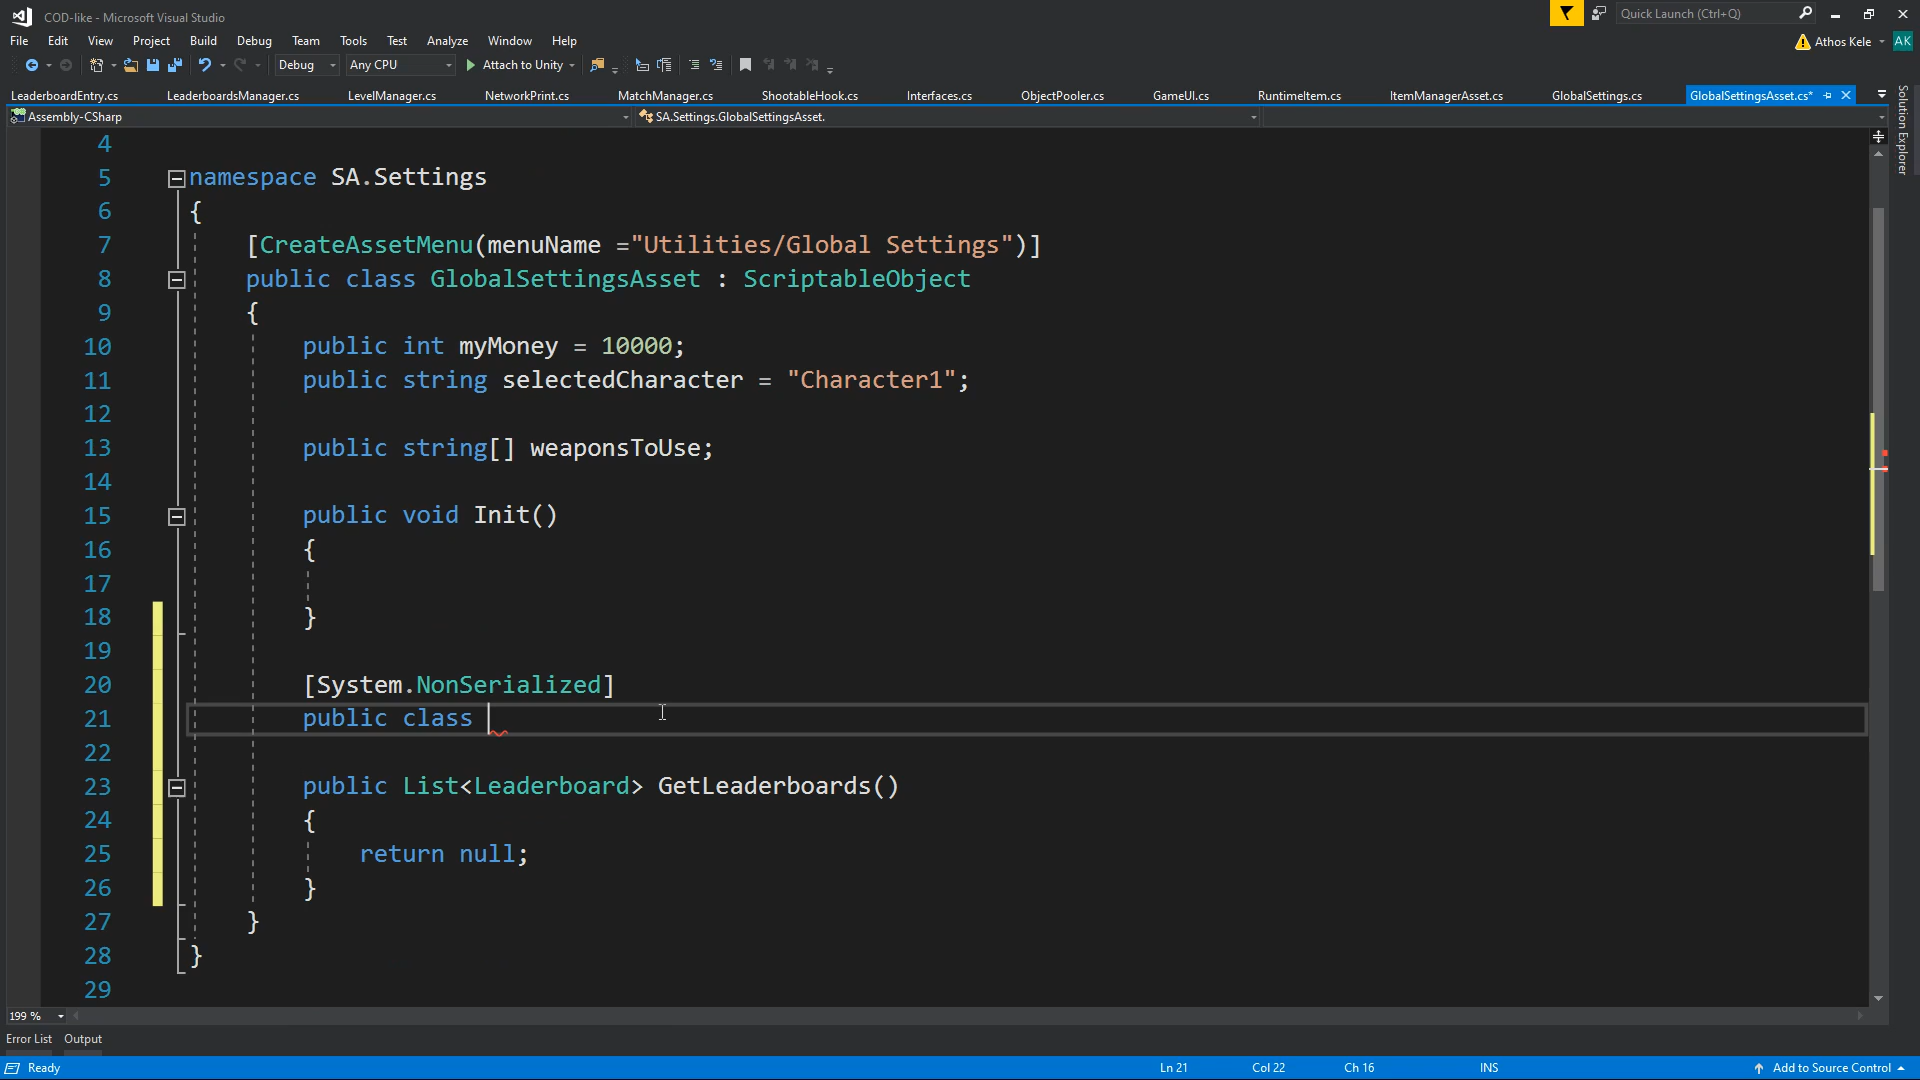 COD-like - Microsoft Visual Studio
Quick Launch (Ctrl+Q)
File Edit View Project Build Debug Team Tools Test Analyze Window Help
Athos Kele AK
Debug Any CPU Attach to Unity
LeaderboardEntry.cs LeaderboardsManager.cs LevelManager.cs NetworkPrint.cs MatchManager.cs ShootableHook.cs Interfaces.cs ObjectPooler.cs GameUI.cs RuntimeItem.cs ItemManagerAsset.cs GlobalSettings.cs GlobalSettingsAsset.cs*
Assembly-CSharp SA.Settings.GlobalSettingsAsset.
Solution Explorer
4
5 namespace SA.Settings
6 {
7 [CreateAssetMenu(menuName ="Utilities/Global Settings")]
8 public class GlobalSettingsAsset : ScriptableObject
9 {
10 public int myMoney = 10000;
11 public string selectedCharacter = "Character1";
12
13 public string[] weaponsToUse;
14
15 public void Init()
16 {
17
18 }
19
20 [System.NonSerialized]
21 public class
22
23 public List<Leaderboard> GetLeaderboards()
24 {
25 return null;
26 }
27 }
28 }
29
199 %
Error List Output
Ready Ln 21 Col 22 Ch 16 INS Add to Source Control